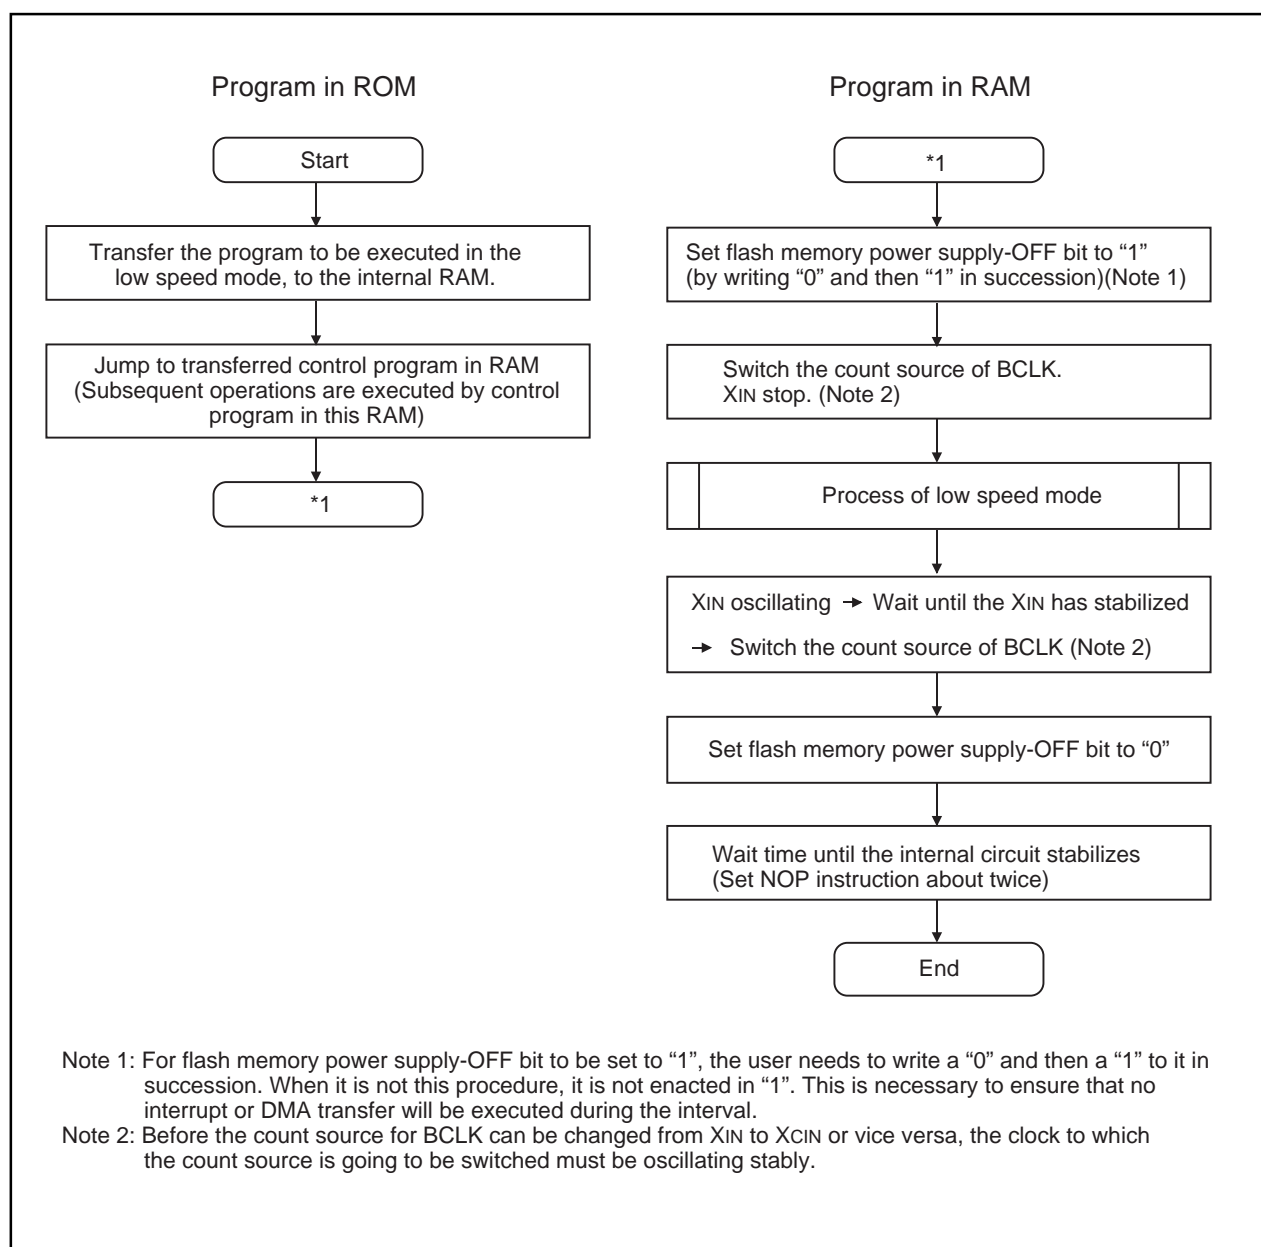 Program in ROM
Start
Transfer the program to be executed in the
low speed mode, to the internal RAM.
Jump to transferred control program in RAM
(Subsequent operations are executed by control
program in this RAM)
*1
Program in RAM
*1
Set flash memory power supply-OFF bit to “1”
(by writing “0” and then “1” in succession)(Note 1)
Switch the count source of BCLK.
XIN stop. (Note 2)
Process of low speed mode
XIN oscillating → Wait until the XIN has stabilized
→ Switch the count source of BCLK (Note 2)
Set flash memory power supply-OFF bit to “0”
Wait time until the internal circuit stabilizes
(Set NOP instruction about twice)
End
Note 1: For flash memory power supply-OFF bit to be set to “1”, the user needs to write a “0” and then a “1” to it in
succession. When it is not this procedure, it is not enacted in “1”. This is necessary to ensure that no
interrupt or DMA transfer will be executed during the interval.
Note 2: Before the count source for BCLK can be changed from XIN to XCIN or vice versa, the clock to which
the count source is going to be switched must be oscillating stably.